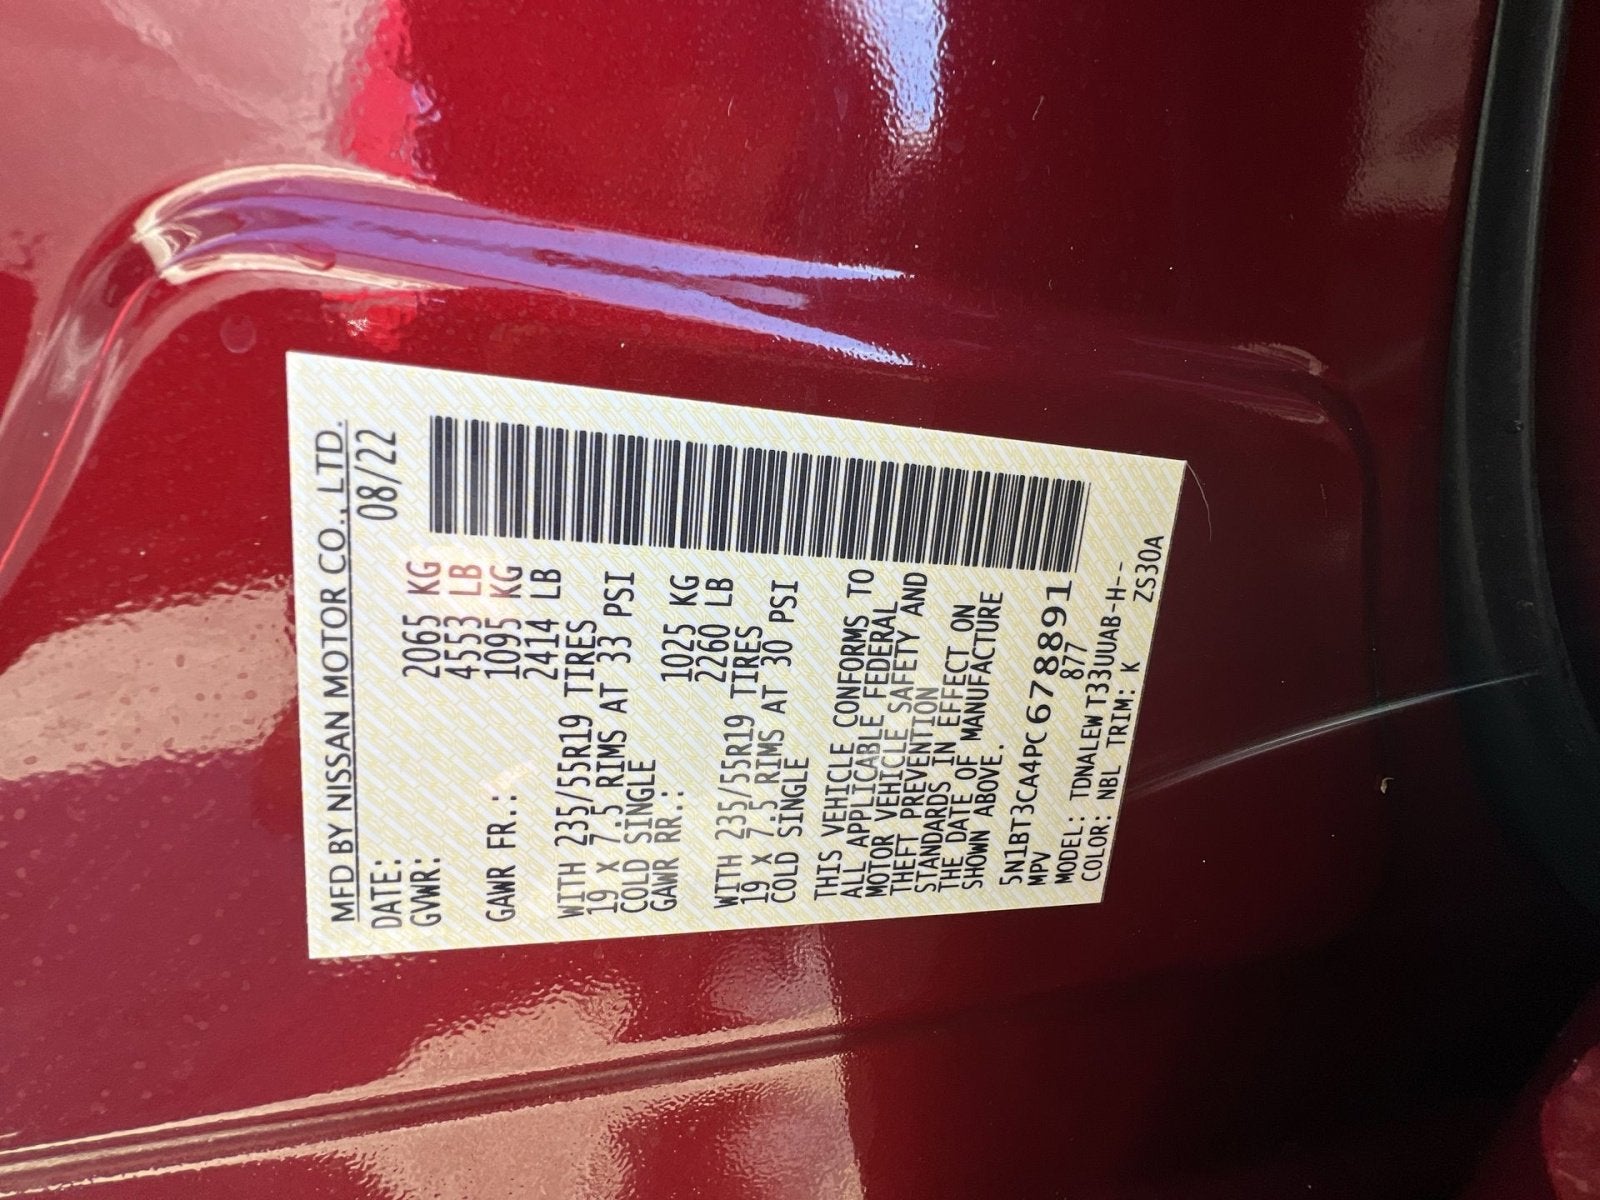 MFD BY NISSAN MOTOR CO., LTD.
DATE: 08/22
GVWR: 2065 KG
4553 LB
GAWR FR.: 1095 KG
2414 LB
WITH 235/55R19 TIRES
19 X 7.5 RIMS AT 33 PSI
COLD SINGLE
GAWR RR.: 1025 KG
2260 LB
WITH 235/55R19 TIRES
19 X 7.5 RIMS AT 30 PSI
COLD SINGLE
THIS VEHICLE CONFORMS TO
ALL APPLICABLE FEDERAL
MOTOR VEHICLE SAFETY AND
THEFT PREVENTION
STANDARDS IN EFFECT ON
THE DATE OF MANUFACTURE
SHOWN ABOVE.
5N1BT3CA4PC678891
MPV 877
MODEL: TDNALEWT33UUAB-H--
COLOR: NBL TRIM: K ZS30A